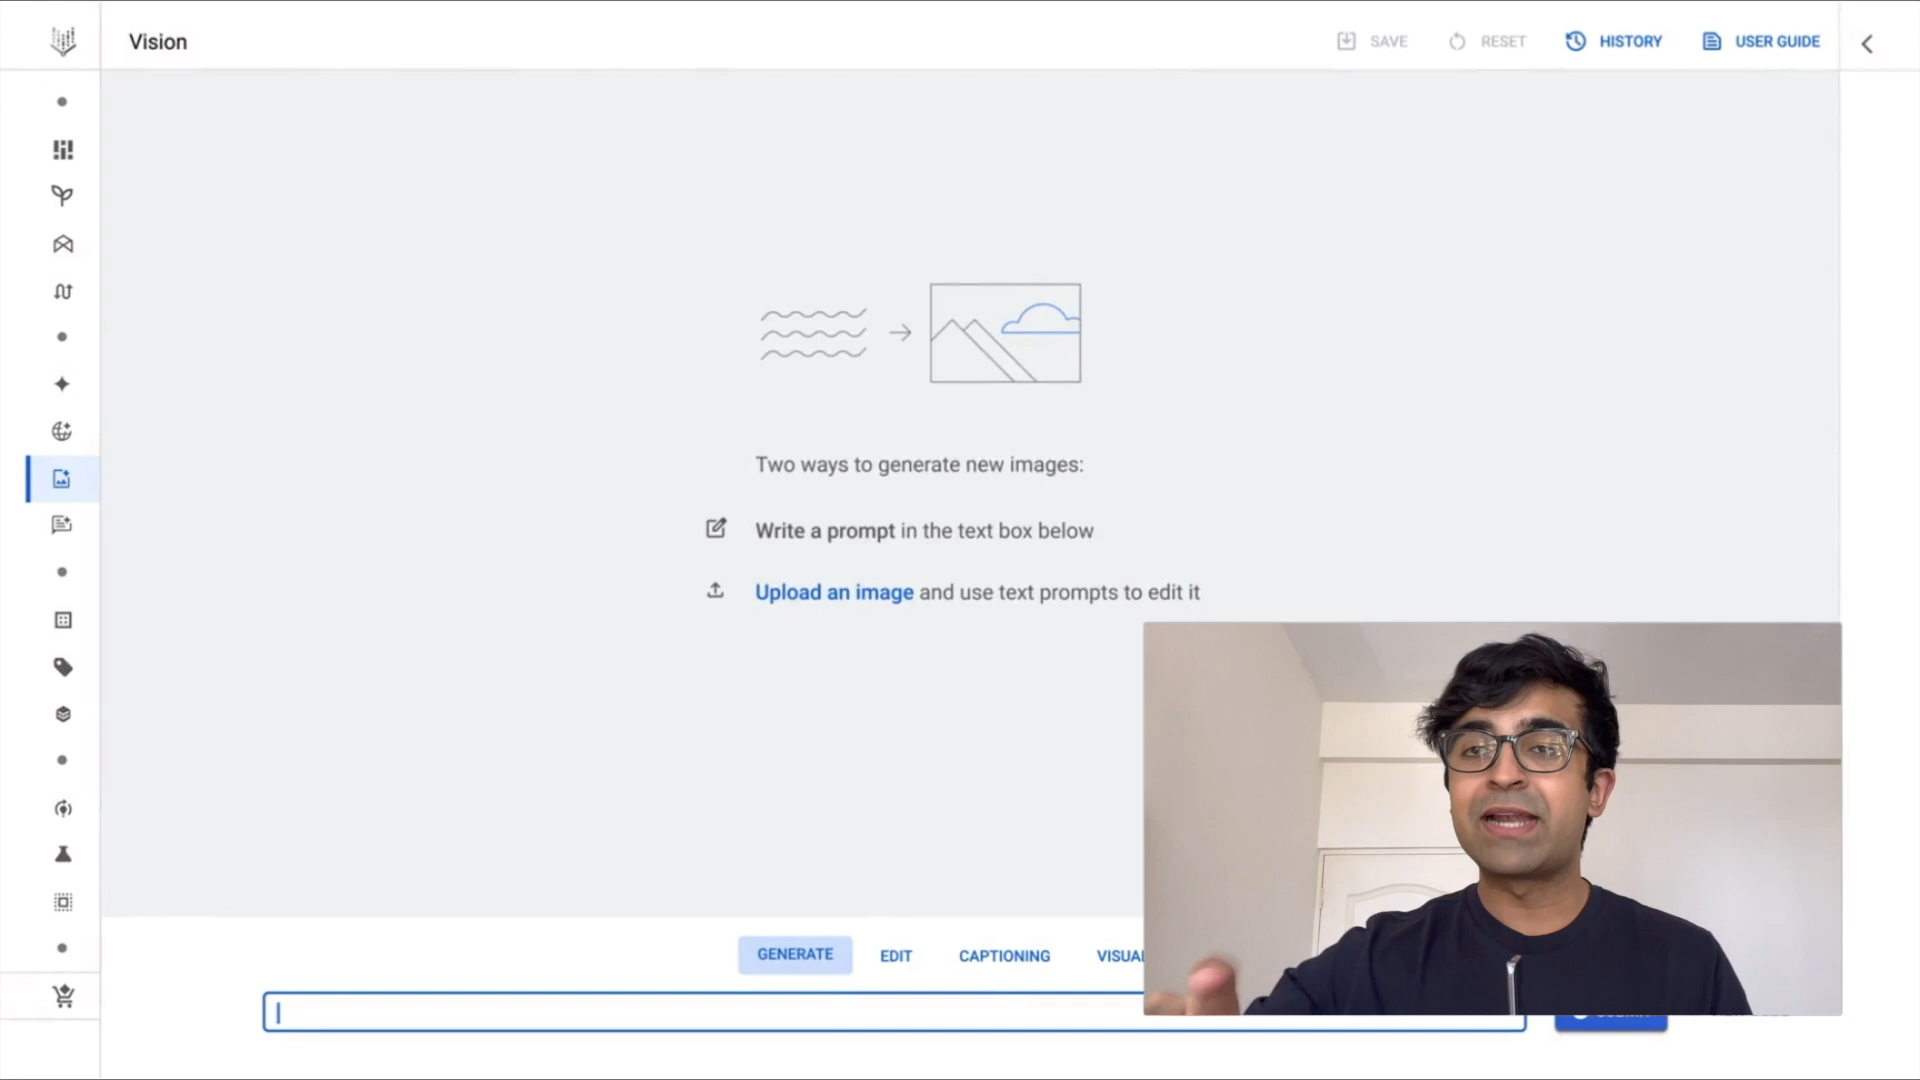 Vision
SAVE
RESET
HISTORY
USER GUIDE
Two ways to generate new images:
Write a prompt in the text box below
Upload an image and use text prompts to edit it
GENERATE
EDIT
CAPTIONING